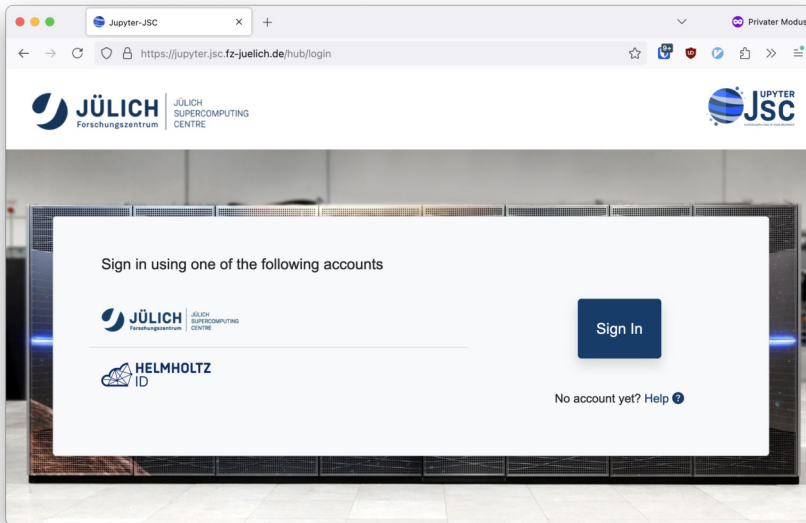 Jupyter-JSC
Privater Modus
https://jupyter.jsc.fz-juelich.de/hub/login
9+
JÜLICH
Forschungszentrum
JÜLICH
SUPERCOMPUTING
CENTRE
JUPYTER
JSC
Sign in using one of the following accounts
JÜLICH
Forschungszentrum
JÜLICH
SUPERCOMPUTING
CENTRE
HELMHOLTZ
ID
Sign In
No account yet? Help ?